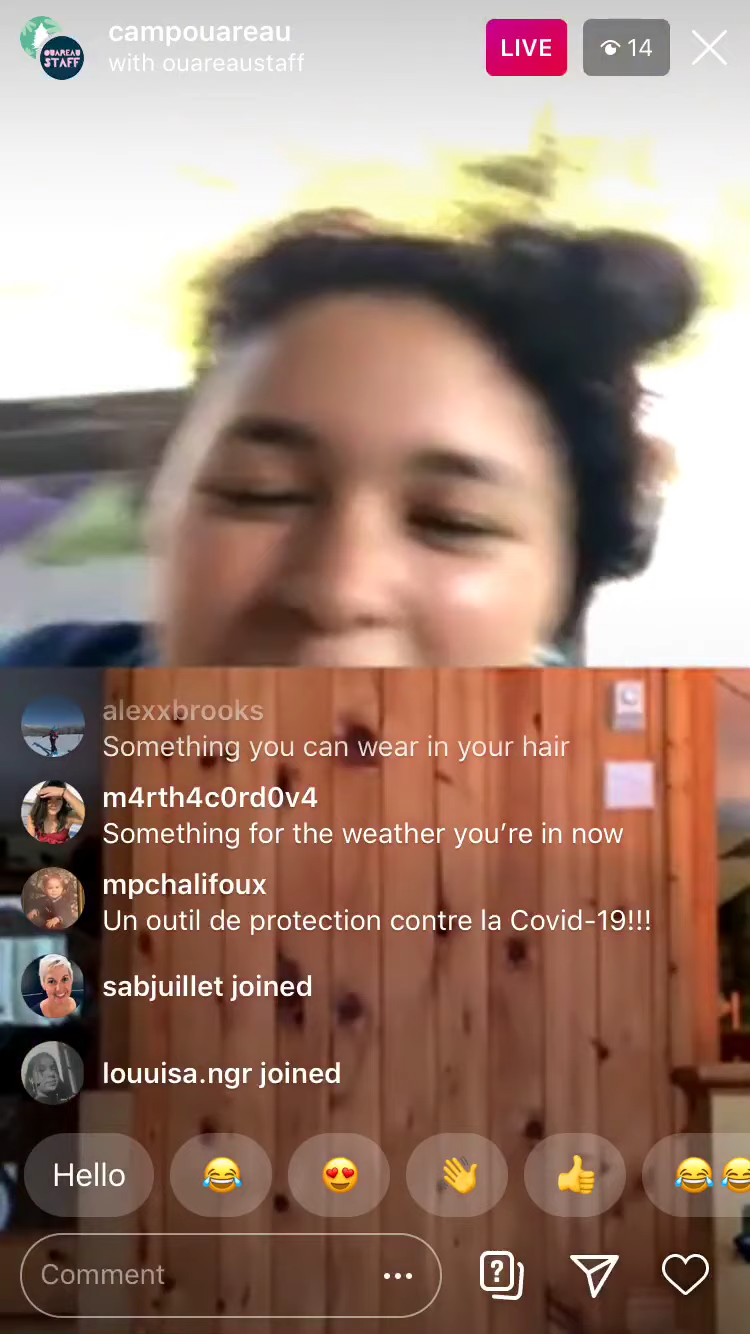 campouareau
with ouareaustaff
LIVE
14
OUAREAU
STAFF
alexxbrooks
Something you can wear in your hair
m4rth4c0rd0v4
Something for the weather you’re in now
mpchalifoux
Un outil de protection contre la Covid-19!!!
sabjuillet joined
louuisa.ngr joined
Hello 😂 😍 👋 👍 😂😂
Comment